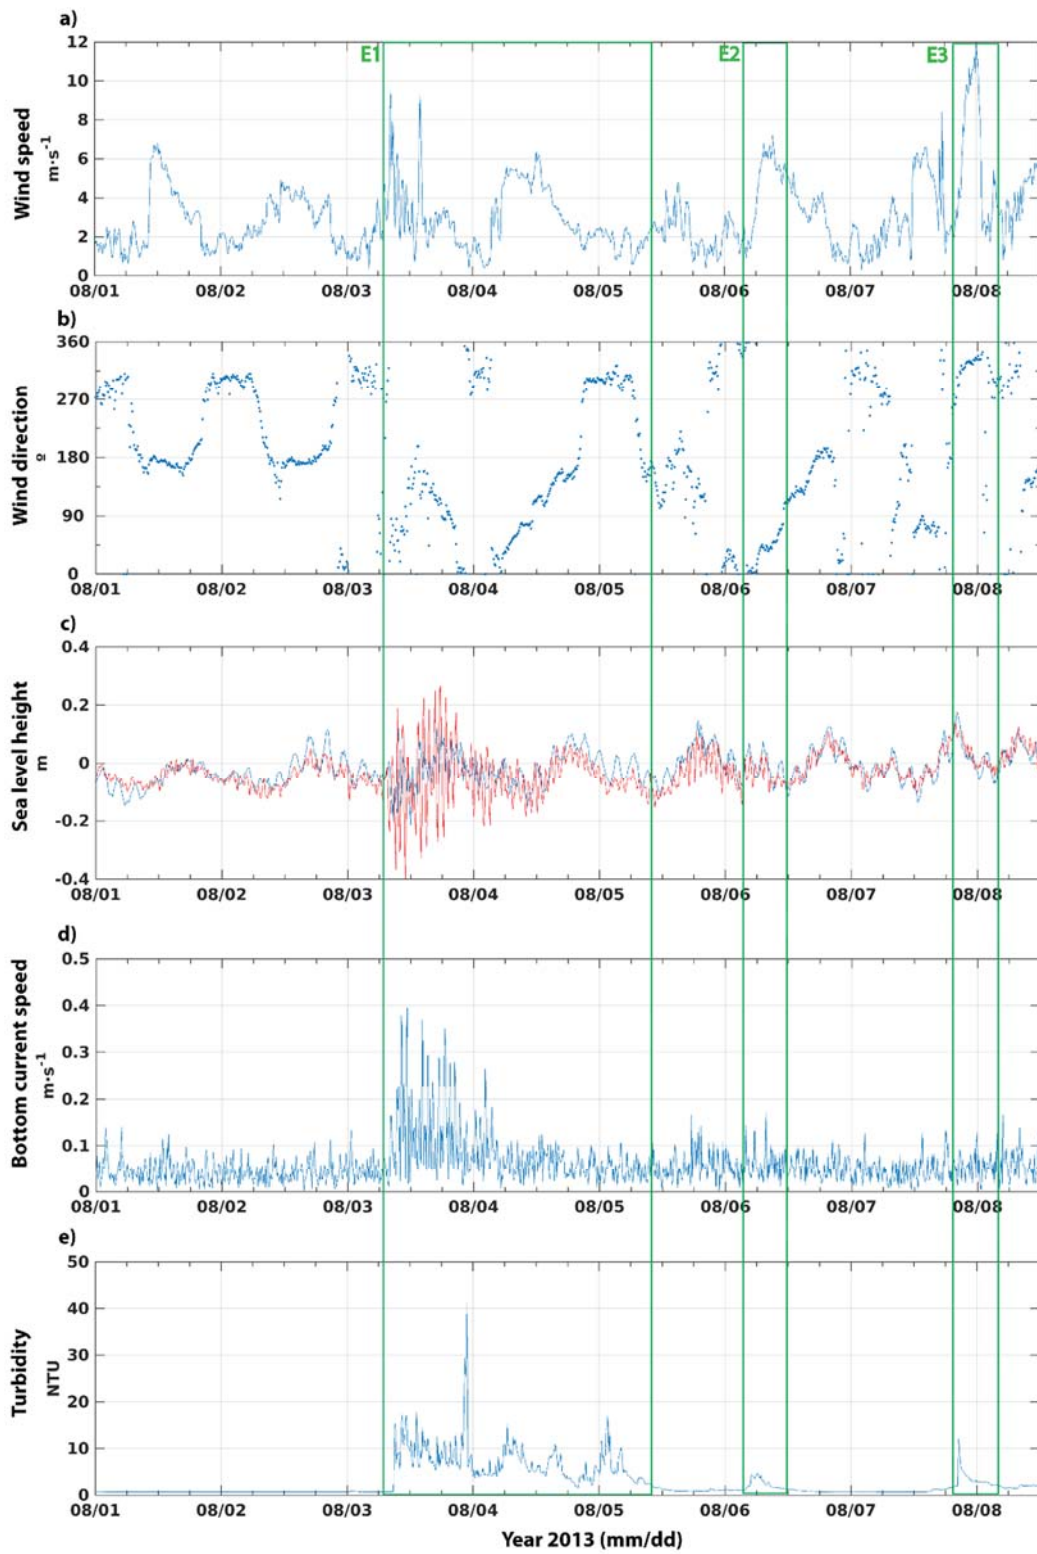 a)
Wind speed
m·s⁻¹
12
10
8
6
4
2
0
E1
E2
E3
08/01 08/02 08/03 08/04 08/05 08/06 08/07 08/08
b)
Wind direction
º
360
270
180
90
0
08/01 08/02 08/03 08/04 08/05 08/06 08/07 08/08
c)
Sea level height
m
0.4
0.2
0
-0.2
-0.4
08/01 08/02 08/03 08/04 08/05 08/06 08/07 08/08
d)
Bottom current speed
m·s⁻¹
0.5
0.4
0.3
0.2
0.1
0
08/01 08/02 08/03 08/04 08/05 08/06 08/07 08/08
e)
Turbidity
NTU
50
40
30
20
10
0
08/01 08/02 08/03 08/04 08/05 08/06 08/07 08/08
Year 2013 (mm/dd)